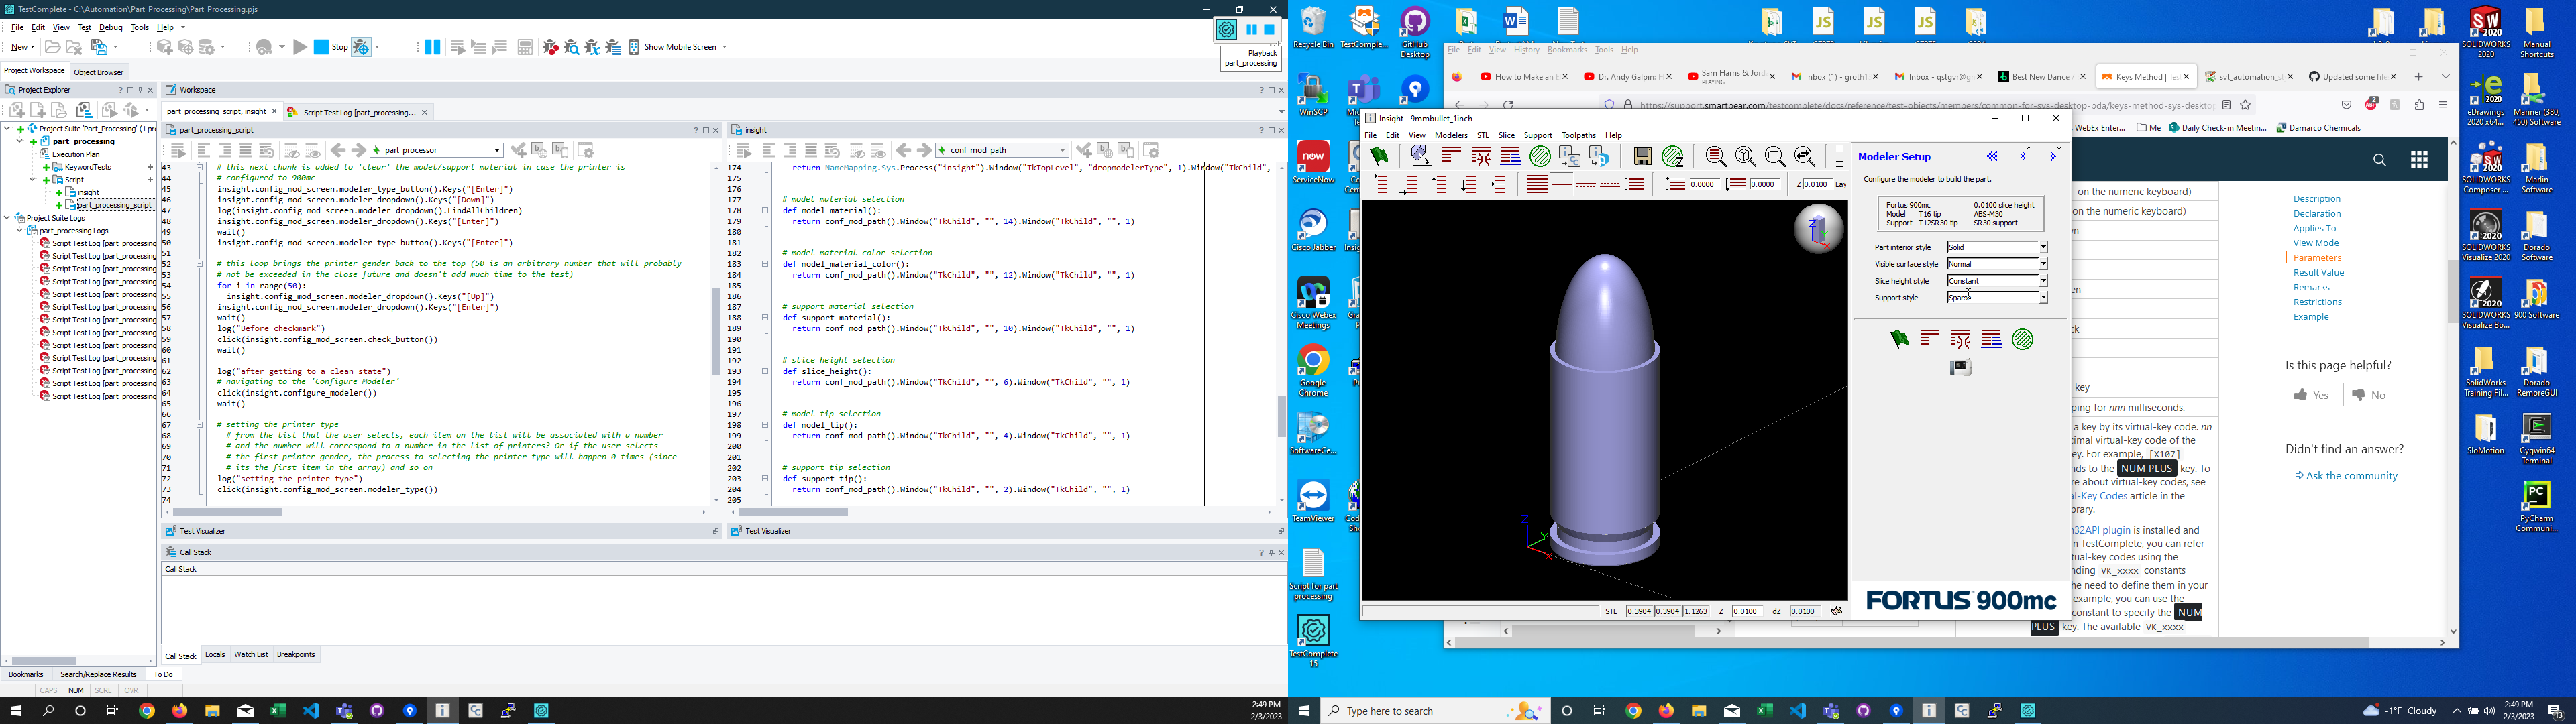 TestComplete - C:\Automation\Part_Processing\Part_Processing.pjs
File Edit View Test Debug Tools Help
New
Stop
Show Mobile Screen
Playback
part_processing
Project Workspace
Object Browser
Project Explorer
Project Suite 'Part_Processing' (1 pr
part_processing
Execution Plan
KeywordTests
Script
insight
part_processing_script
Project Suite Logs
part_processing Logs
Script Test Log [part_processing
Script Test Log [part_processing
Script Test Log [part_processing
Script Test Log [part_processing
Script Test Log [part_processing
Script Test Log [part_processing
Script Test Log [part_processing
Script Test Log [part_processing
Script Test Log [part_processing
Script Test Log [part_processing
Script Test Log [part_processing
Script Test Log [part_processing
Script Test Log [part_processing
Workspace
part_processing_script, insight
Script Test Log [part_processing...
part_processing_script
part_processor
43 # this next chunk is added to 'clear' the model/support material in case the printer is
44 # configured to 900mc
45 insight.config_mod_screen.modeler_type_button().Keys("[Enter]")
46 insight.config_mod_screen.modeler_dropdown().Keys("[Down]")
47 log(insight.config_mod_screen.modeler_dropdown().FindAllChildren)
48 insight.config_mod_screen.modeler_dropdown().Keys("[Enter]")
49 wait()
50 insight.config_mod_screen.modeler_type_button().Keys("[Enter]")
51
52 # this loop brings the printer gender back to the top (50 is an arbitrary number that will probably
53 # not be exceeded in the close future and doesn't add much time to the test)
54 for i in range(50):
55 insight.config_mod_screen.modeler_dropdown().Keys("[Up]")
56 insight.config_mod_screen.modeler_dropdown().Keys("[Enter]")
57 wait()
58 log("Before checkmark")
59 click(insight.config_mod_screen.check_button())
60 wait()
61
62 log("after getting to a clean state")
63 # navigating to the 'Configure Modeler'
64 click(insight.configure_modeler())
65 wait()
66
67 # setting the printer type
68 # from the list that the user selects, each item on the list will be associated with a number
69 # and the number will correspond to a number in the list of printers? Or if the user selects
70 # the first printer gender, the process to selecting the printer type will happen 0 times (since
71 # its the first item in the array) and so on
72 log("setting the printer type")
73 click(insight.config_mod_screen.modeler_type())
74
insight
conf_mod_path
174 return NameMapping.Sys.Process("insight").Window("TkTopLevel", "dropmodelerType", 1).Window("TkChild",
175
176
177 # model material selection
178 def model_material():
179 return conf_mod_path().Window("TkChild", "", 14).Window("TkChild", "", 1)
180
181
182 # model material color selection
183 def model_material_color():
184 return conf_mod_path().Window("TkChild", "", 12).Window("TkChild", "", 1)
185
186
187 # support material selection
188 def support_material():
189 return conf_mod_path().Window("TkChild", "", 10).Window("TkChild", "", 1)
190
191
192 # slice height selection
193 def slice_height():
194 return conf_mod_path().Window("TkChild", "", 6).Window("TkChild", "", 1)
195
196
197 # model tip selection
198 def model_tip():
199 return conf_mod_path().Window("TkChild", "", 4).Window("TkChild", "", 1)
200
201
202 # support tip selection
203 def support_tip():
204 return conf_mod_path().Window("TkChild", "", 2).Window("TkChild", "", 1)
205
Test Visualizer
Test Visualizer
Call Stack
Call Stack
Call Stack Locals Watch List Breakpoints
Bookmarks Search/Replace Results To Do
CAPS NUM SCRL OVR
2:49 PM
2/3/2023
Recycle Bin
TestComple...
GitHub Desktop
WinSCP
ServiceNow
Cisco Jabber
Cisco Webex Meetings
Google Chrome
SoftwareCe...
TeamViewer
Script for part processing
TestComplete 15
File Edit View History Bookmarks Tools Help
How to Make an
Dr. Andy Galpin: H
Sam Harris & Jord
PLAYING
Inbox (1) - groth1
Inbox - qstgvr@g
Best New Dance
Keys Method | Tes
svt_automation_st
Updated some file
https://support.smartbear.com/testcomplete/docs/reference/test-objects/members/common-for-sys-desktop-pda/keys-method-sys-desktop
WebEx Enter...
Me
Daily Check-in Meetin...
Damarco Chemicals
Insight - 9mmbullet_1inch
File Edit View Modelers STL Slice Support Toolpaths Help
0.0000
0.0000
Z 0.0100 Lay
Modeler Setup
Configure the modeler to build the part.
Fortus 900mc 0.0100 slice height
Model T16 tip ABS-M30
Support T12SR30 tip SR30 support
Part interior style Solid
Visible surface style Normal
Slice height style Constant
Support style Sparse
FORTUS 900mc
STL 0.3904 0.3904 1.1263 Z 0.0100 dZ 0.0100
Z
Y
X
on the numeric keyboard)
on the numeric keyboard)
key
ping for nnn milliseconds.
a key by its virtual-key code. nn
imal virtual-key code of the
ey. For example, [X107]
nds to the NUM PLUS key. To
re about virtual-key codes, see
al-Key Codes article in the
brary.
n32API plugin is installed and
n TestComplete, you can refer
tual-key codes using the
nding VK_xxxx constants
the need to define them in your
example, you can use the
constant to specify the NUM
PLUS key. The available VK_xxxx
Description
Declaration
Applies To
View Mode
Parameters
Result Value
Remarks
Restrictions
Example
Is this page helpful?
Yes
No
Didn't find an answer?
Ask the community
SOLIDWORKS 2020
Manual Shortcuts
eDrawings 2020 x64...
Mariner (380, 450) Software
SOLIDWORKS Composer ...
Marlin Software
SOLIDWORKS Visualize 2020
Dorado Software
SOLIDWORKS Visualize Bo...
900 Software
SolidWorks Training Fil...
Dorado RemoreGUI
SloMotion
Cygwin64 Terminal
PyCharm Communi...
Type here to search
-1°F Cloudy
2:49 PM
2/3/2023